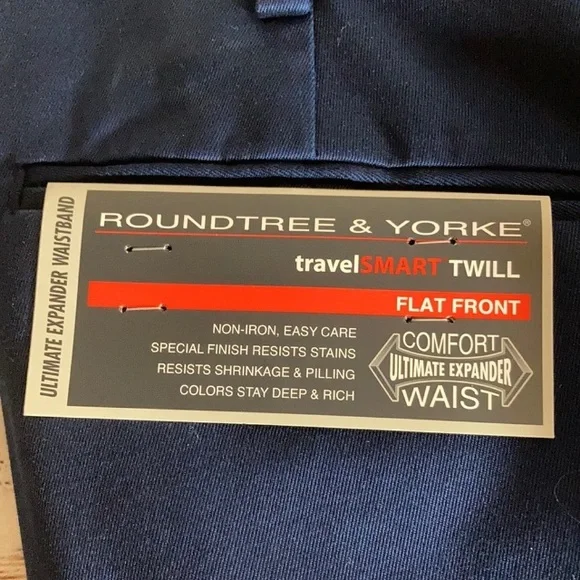 ULTIMATE EXPANDER WAISTBAND
ROUNDTREE & YORKE®
travelSMART TWILL
FLAT FRONT
NON-IRON, EASY CARE
SPECIAL FINISH RESISTS STAINS
RESISTS SHRINKAGE & PILLING
COLORS STAY DEEP & RICH
COMFORT
ULTIMATE EXPANDER
WAIST